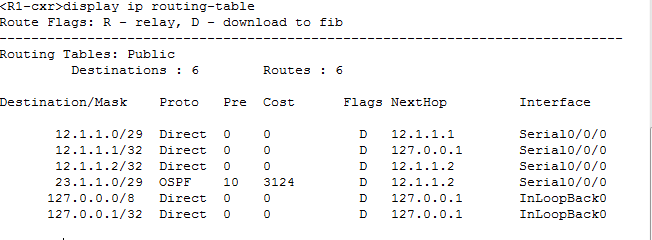 <R1-cxr>display ip routing-table
Route Flags: R - relay, D - download to fib
------------------------------------------------------------------------------
Routing Tables: Public
         Destinations : 6        Routes : 6

Destination/Mask    Proto   Pre  Cost      Flags NextHop         Interface

       12.1.1.0/29  Direct  0    0           D   12.1.1.1        Serial0/0/0
       12.1.1.1/32  Direct  0    0           D   127.0.0.1       Serial0/0/0
       12.1.1.2/32  Direct  0    0           D   12.1.1.2        Serial0/0/0
       23.1.1.0/29  OSPF    10   3124        D   12.1.1.2        Serial0/0/0
      127.0.0.0/8   Direct  0    0           D   127.0.0.1       InLoopBack0
      127.0.0.1/32  Direct  0    0           D   127.0.0.1       InLoopBack0